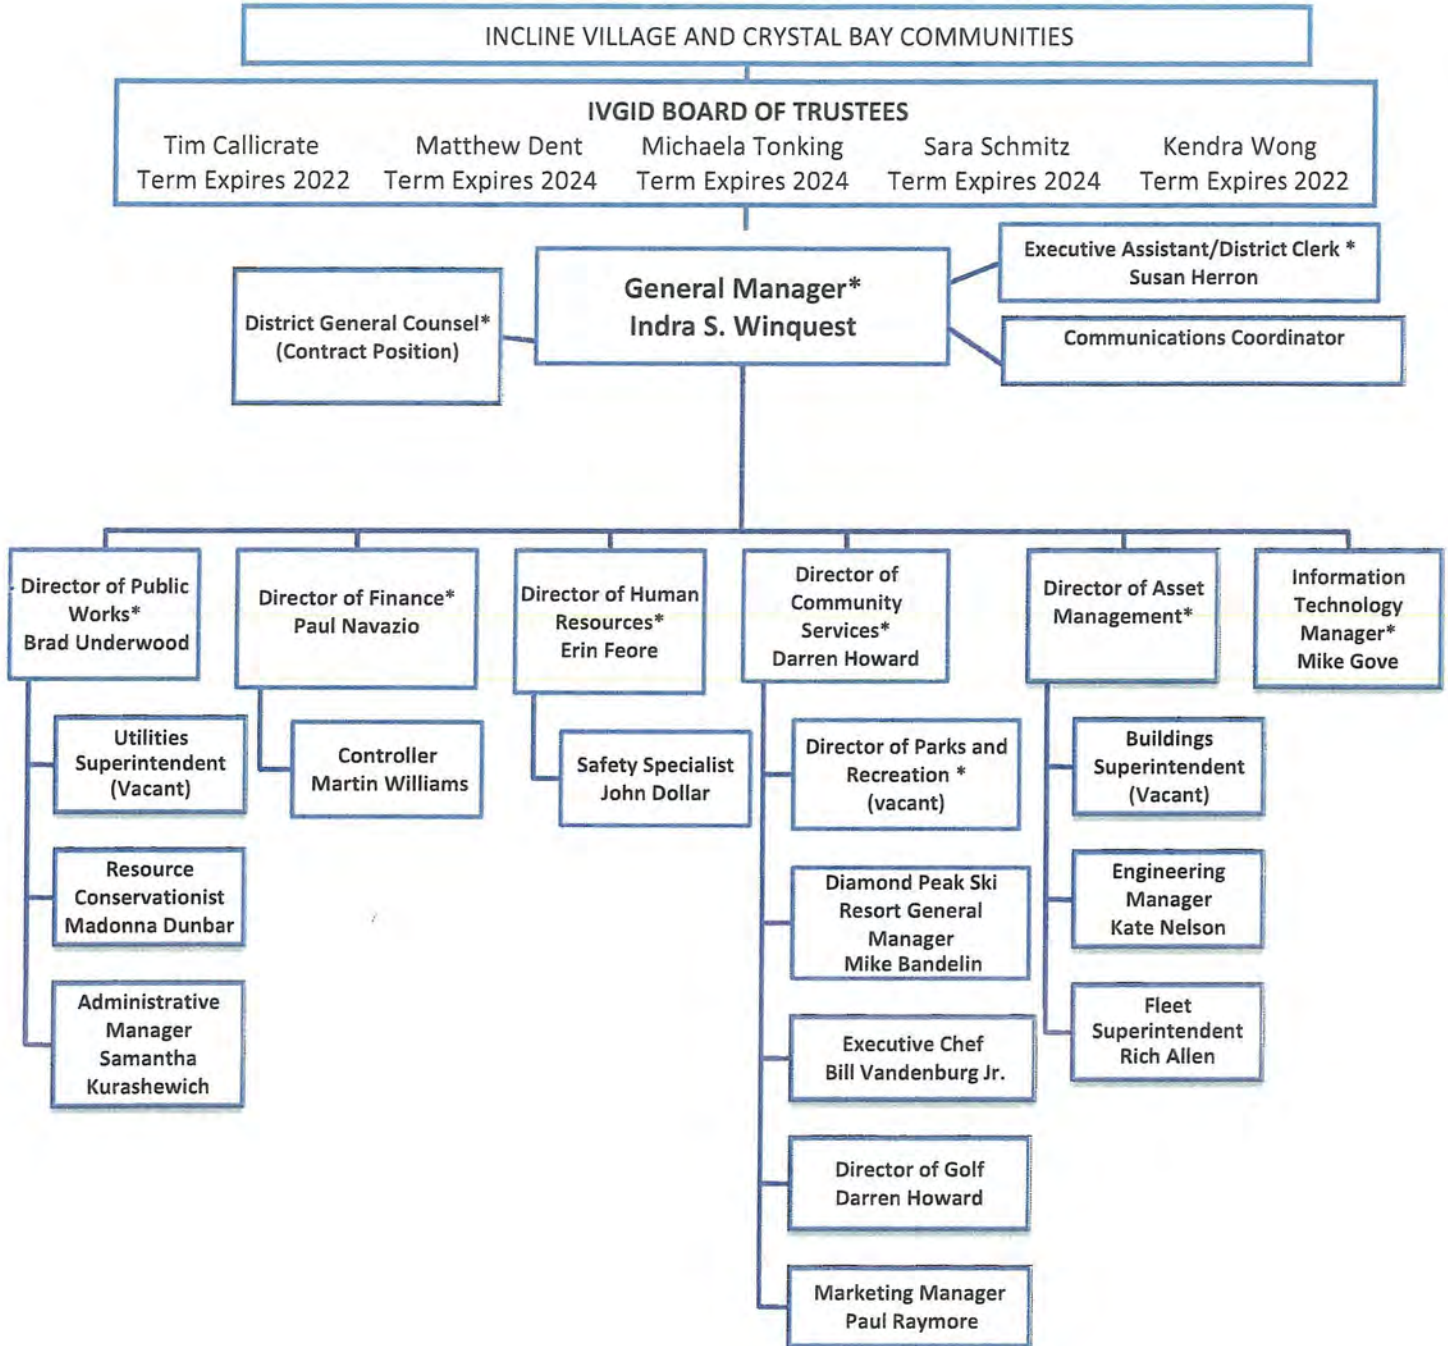 INCLINE VILLAGE AND CRYSTAL BAY COMMUNITIES
IVGID BOARD OF TRUSTEES
Tim Callicrate
Term Expires 2022
Matthew Dent
Term Expires 2024
Michaela Tonking
Term Expires 2024
Sara Schmitz
Term Expires 2024
Kendra Wong
Term Expires 2022
General Manager*
Indra S. Winquest
District General Counsel*
(Contract Position)
Executive Assistant/District Clerk *
Susan Herron
Communications Coordinator
Director of Public
Works*
Brad Underwood
Utilities
Superintendent
(Vacant)
Resource
Conservationist
Madonna Dunbar
Administrative
Manager
Samantha
Kurashewich
Director of Finance*
Paul Navazio
Controller
Martin Williams
Director of Human
Resources*
Erin Feore
Safety Specialist
John Dollar
Director of
Community
Services*
Darren Howard
Director of Parks and
Recreation *
(vacant)
Diamond Peak Ski
Resort General
Manager
Mike Bandelin
Executive Chef
Bill Vandenburg Jr.
Director of Golf
Darren Howard
Marketing Manager
Paul Raymore
Director of Asset
Management*
Buildings
Superintendent
(Vacant)
Engineering
Manager
Kate Nelson
Fleet
Superintendent
Rich Allen
Information
Technology
Manager*
Mike Gove